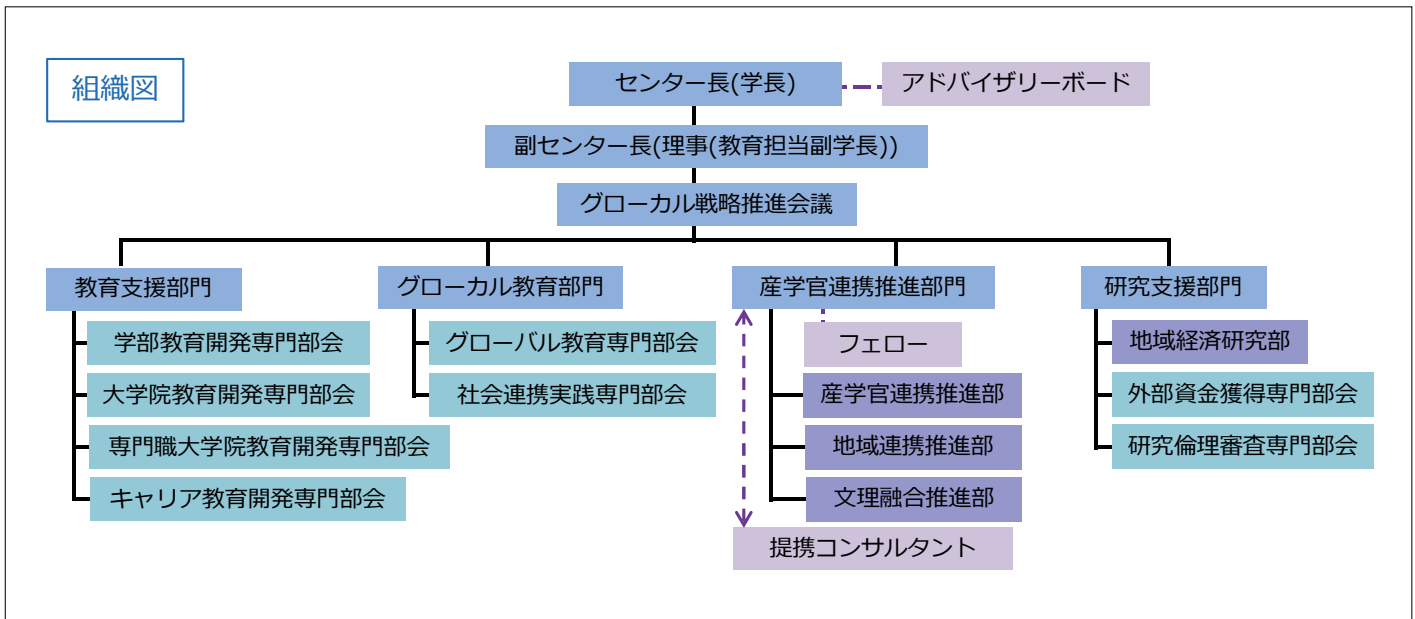 組織図
センター長(学長)
アドバイザリーボード
副センター長(理事(教育担当副学長))
グローカル戦略推進会議
教育支援部門
学部教育開発専門部会
大学院教育開発専門部会
専門職大学院教育開発専門部会
キャリア教育開発専門部会
グローカル教育部門
グローバル教育専門部会
社会連携実践専門部会
産学官連携推進部門
フェロー
産学官連携推進部
地域連携推進部
文理融合推進部
提携コンサルタント
研究支援部門
地域経済研究部
外部資金獲得専門部会
研究倫理審査専門部会